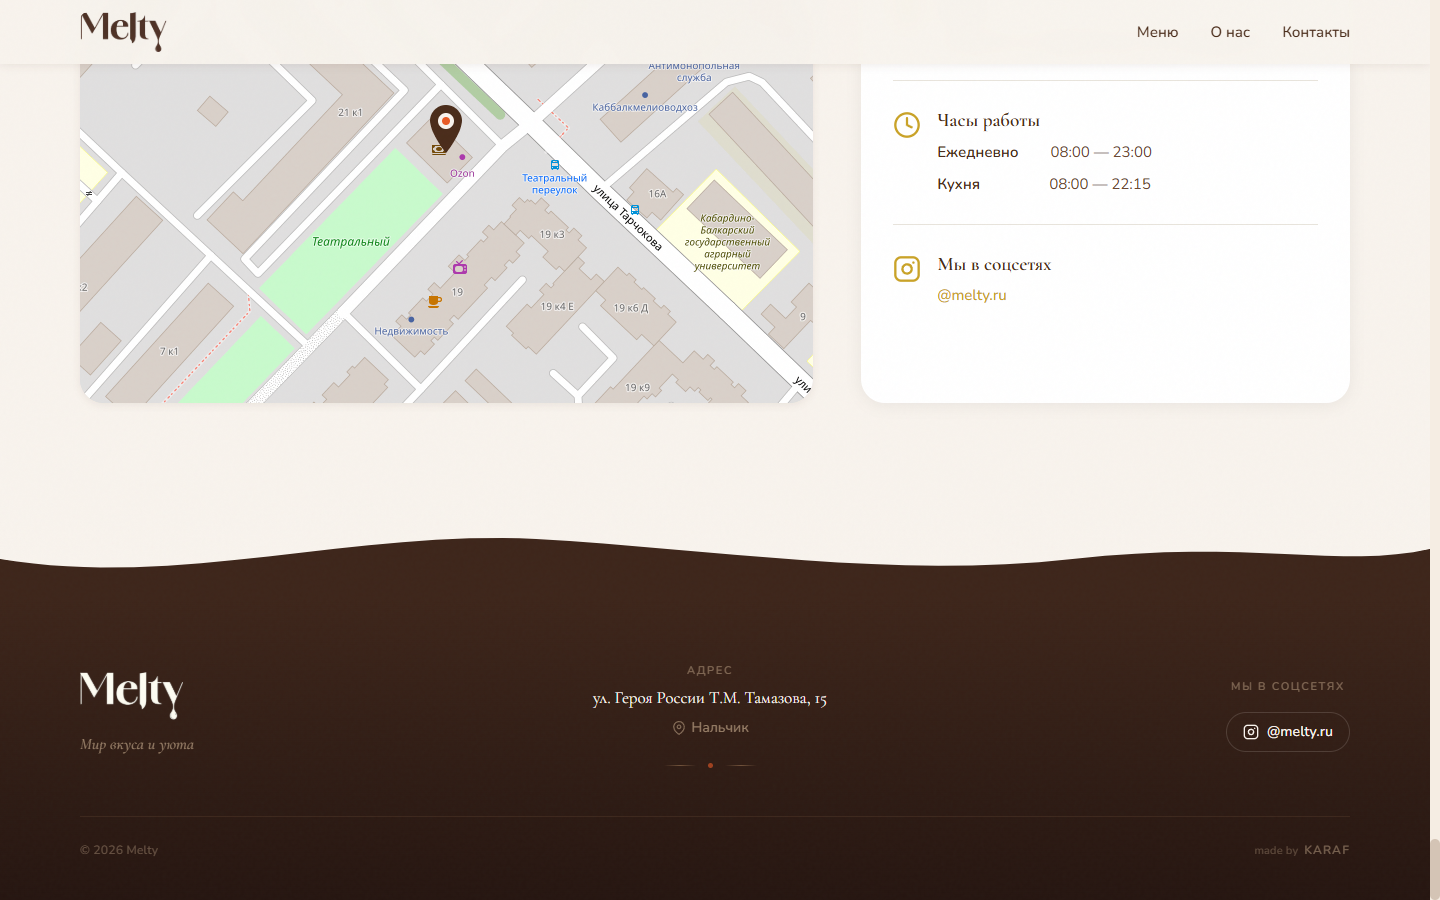 Melty
Меню
О нас
Контакты
Антимонопольная
служба
Каббалкмелиоводхоз
21 к1
Ozon
Театральный
переулок
улица Тарчокова
16А
Кабардино-
Балкарский
государственный
аграрный
университет
Театральный
19 к3
19
19 к4 Е
19 к6 Д
9
Недвижимость
7 к1
19 к9
ули
Часы работы
Ежедневно 08:00 — 23:00
Кухня 08:00 — 22:15
Мы в соцсетях
@melty.ru
Melty
Мир вкуса и уюта
АДРЕС
ул. Героя России Т.М. Тамазова, 15
Нальчик
МЫ В СОЦСЕТЯХ
@melty.ru
© 2026 Melty
made by KARAF